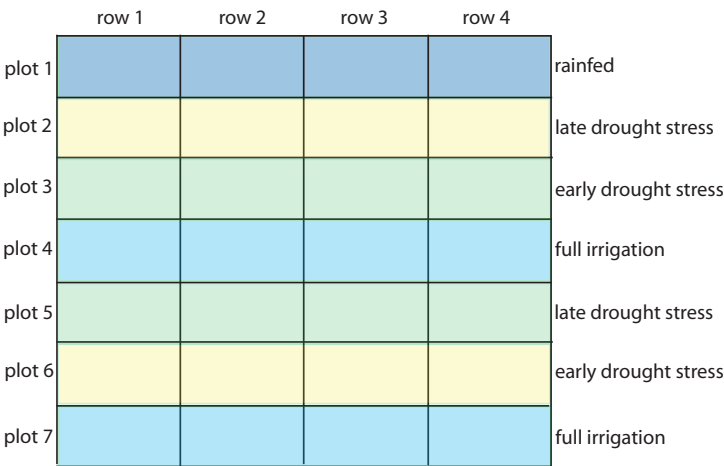 row 1 row 2 row 3 row 4
plot 1 rainfed
plot 2 late drought stress
plot 3 early drought stress
plot 4 full irrigation
plot 5 late drought stress
plot 6 early drought stress
plot 7 full irrigation